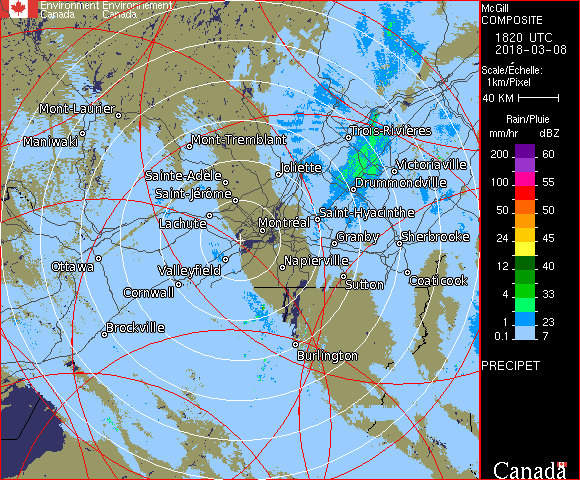 Environment Environnement
Canada Canada
McGill
COMPOSITE
1820 UTC
2018-03-08
Scale/Échelle:
1km/Pixel
40 KM
Rain/Pluie
mm/hr dBZ
200 60
100 55
50 50
24 45
12 40
4 33
1 23
0.1 7
PRECIPET
Canada
Mont-Laurier
Maniwaki
Mont-Tremblant
Trois-Rivières
Sainte-Adèle
Joliette
Victoriaville
Saint-Jérôme
Drummondville
Lachute
Montréal
Saint-Hyacinthe
Granby
Sherbrooke
Ottawa
Valleyfield
Napierville
Cornwall
Sutton
Coaticook
Brockville
Burlington